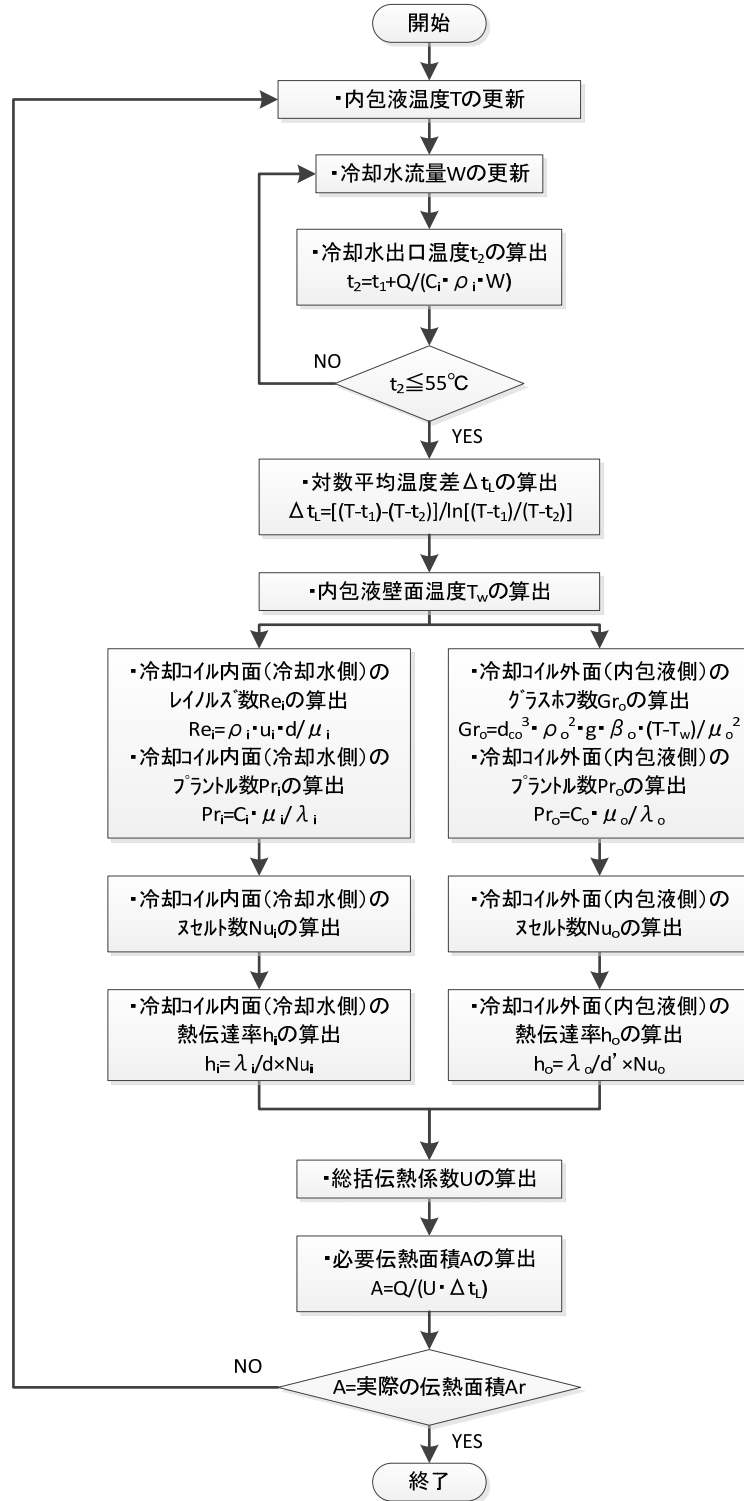 開始
・内包液温度Tの更新
・冷却水流量Wの更新
・冷却水出口温度t₂の算出
t₂=t₁+Q/(Cᵢ・ρᵢ・W)
NO
t₂≦55℃
YES
・対数平均温度差Δt_Lの算出
Δt_L=[(T-t₁)-(T-t₂)]/ln[(T-t₁)/(T-t₂)]
・内包液壁面温度T_wの算出
・冷却ｺｲﾙ内面(冷却水側)の
ﾚｲﾉﾙｽﾞ数Reᵢの算出
Reᵢ=ρᵢ・uᵢ・d/μᵢ
・冷却ｺｲﾙ内面(冷却水側)の
ﾌﾟﾗﾝﾄﾙ数Prᵢの算出
Prᵢ=Cᵢ・μᵢ/λᵢ
・冷却ｺｲﾙ外面(内包液側)の
ｸﾞﾗｽﾎﾌ数Grₒの算出
Grₒ=d_co³・ρₒ²・g・βₒ・(T-T_w)/μₒ²
・冷却ｺｲﾙ外面(内包液側)の
ﾌﾟﾗﾝﾄﾙ数Prₒの算出
Prₒ=Cₒ・μₒ/λₒ
・冷却ｺｲﾙ内面(冷却水側)の
ﾇｾﾙﾄ数Nuᵢの算出
・冷却ｺｲﾙ外面(内包液側)の
ﾇｾﾙﾄ数Nuₒの算出
・冷却ｺｲﾙ内面(冷却水側)の
熱伝達率hᵢの算出
hᵢ=λᵢ/d×Nuᵢ
・冷却ｺｲﾙ外面(内包液側)の
熱伝達率hₒの算出
hₒ=λₒ/d'×Nuₒ
・総括伝熱係数Uの算出
・必要伝熱面積Aの算出
A=Q/(U・Δt_L)
NO
A=実際の伝熱面積Ar
YES
終了